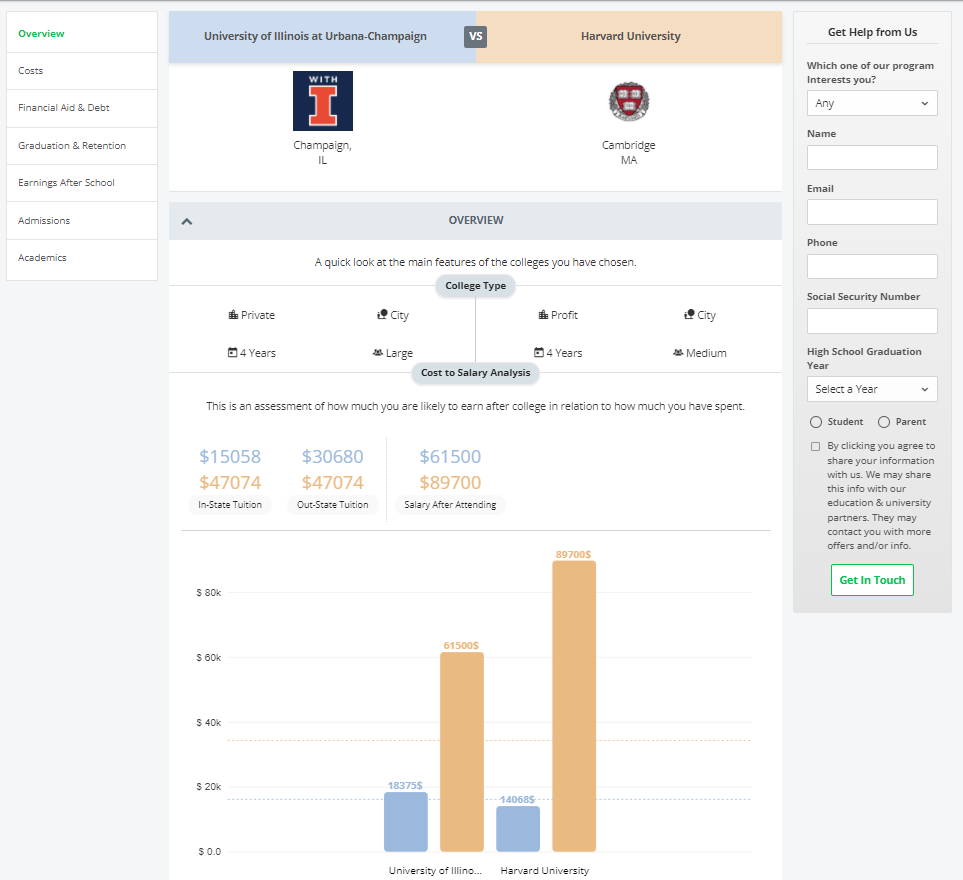 Overview
Costs
Financial Aid & Debt
Graduation & Retention
Earnings After School
Admissions
Academics
University of Illinois at Urbana-Champaign
VS
Harvard University
WITH
I
Champaign,
IL
Cambridge
MA
OVERVIEW
A quick look at the main features of the colleges you have chosen.
College Type
Private
City
Profit
City
4 Years
Large
4 Years
Medium
Cost to Salary Analysis
This is an assessment of how much you are likely to earn after college in relation to how much you have spent.
$15058
$30680
$61500
$47074
$47074
$89700
In-State Tuition
Out-State Tuition
Salary After Attending
89700$
$ 80k
61500$
$ 60k
$ 40k
$ 20k
18375$
14068$
$ 0.0
University of Illino...
Harvard University
Get Help from Us
Which one of our program
Interests you?
Any
Name
Email
Phone
Social Security Number
High School Graduation
Year
Select a Year
Student
Parent
By clicking you agree to
share your information
with us. We may share
this info with our
education & university
partners. They may
contact you with more
offers and/or info.
Get In Touch